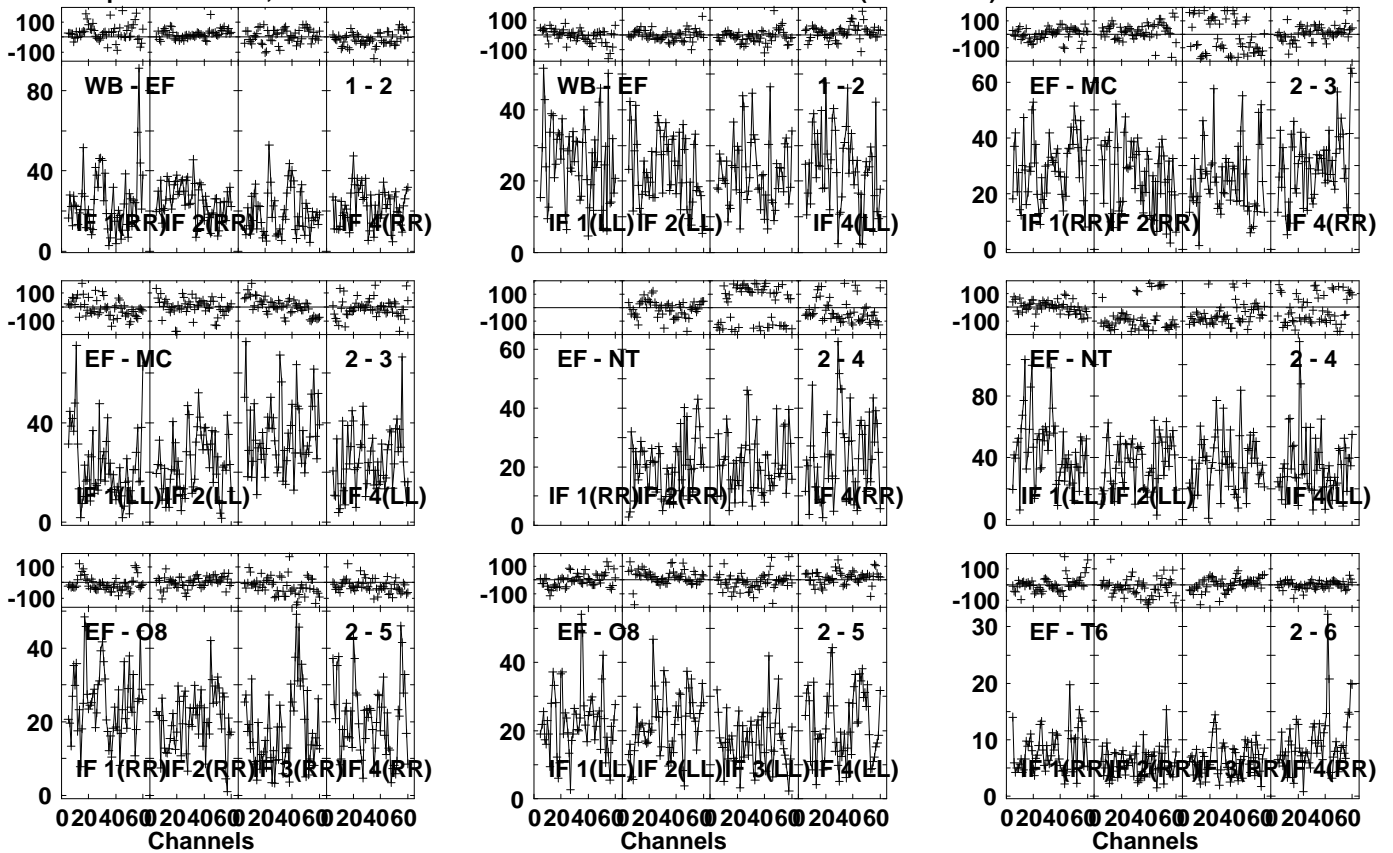 100
-100
80
60
40
20
0
WB - EF
1 - 2
IF 1(RR)
IF 2(RR)
IF 4(RR)
100
-100
40
20
0
WB - EF
1 - 2
IF 1(LL)
IF 2(LL)
IF 4(LL)
100
-100
60
40
20
0
EF - MC
2 - 3
IF 1(RR)
IF 2(RR)
IF 4(RR)
100
-100
40
0
EF - MC
2 - 3
IF 1(LL)
IF 2(LL)
IF 4(LL)
100
-100
60
40
20
0
EF - NT
2 - 4
IF 1(RR)
IF 2(RR)
IF 4(RR)
100
-100
80
40
0
EF - NT
2 - 4
IF 1(LL)
IF 2(LL)
IF 4(LL)
100
-100
40
20
0
EF - O8
2 - 5
IF 1(RR)
IF 2(RR)
IF 3(RR)
IF 4(RR)
0 20 40 60 0 20 40 60 0 20 40 60 0 20 40 60
Channels
100
-100
40
20
0
EF - O8
2 - 5
IF 1(LL)
IF 2(LL)
IF 3(LL)
IF 4(LL)
0 20 40 60 0 20 40 60 0 20 40 60 0 20 40 60
Channels
100
-100
30
20
10
0
EF - T6
2 - 6
IF 1(RR)
IF 2(RR)
IF 3(RR)
IF 4(RR)
0 20 40 60 0 20 40 60 0 20 40 60 0 20 40 60
Channels